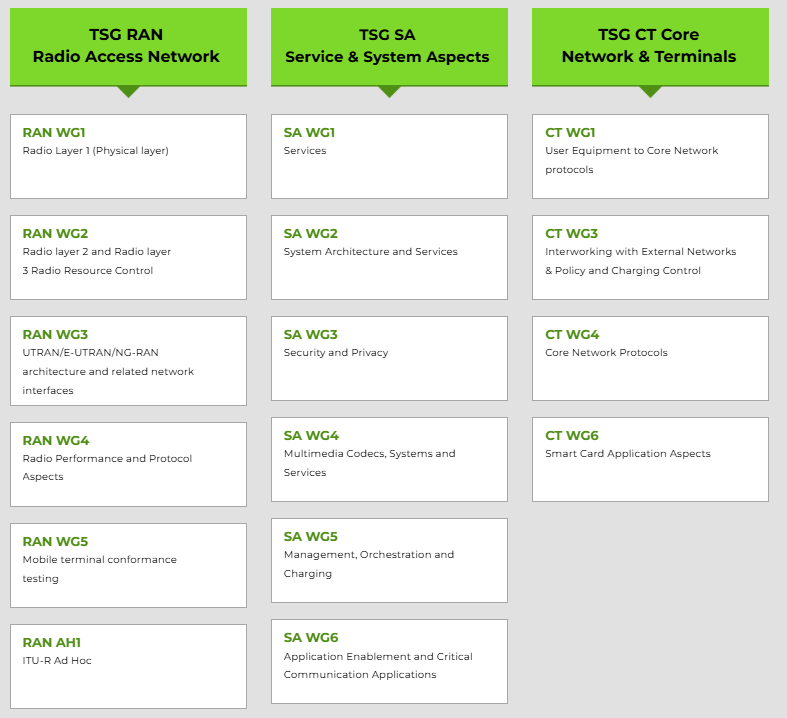 TSG RAN
Radio Access Network
RAN WG1
Radio Layer 1 (Physical layer)
RAN WG2
Radio layer 2 and Radio layer
3 Radio Resource Control
RAN WG3
UTRAN/E-UTRAN/NG-RAN
architecture and related network
interfaces
RAN WG4
Radio Performance and Protocol
Aspects
RAN WG5
Mobile terminal conformance
testing
RAN AH1
ITU-R Ad Hoc
TSG SA
Service & System Aspects
SA WG1
Services
SA WG2
System Architecture and Services
SA WG3
Security and Privacy
SA WG4
Multimedia Codecs, Systems and
Services
SA WG5
Management, Orchestration and
Charging
SA WG6
Application Enablement and Critical
Communication Applications
TSG CT Core
Network & Terminals
CT WG1
User Equipment to Core Network
protocols
CT WG3
Interworking with External Networks
& Policy and Charging Control
CT WG4
Core Network Protocols
CT WG6
Smart Card Application Aspects